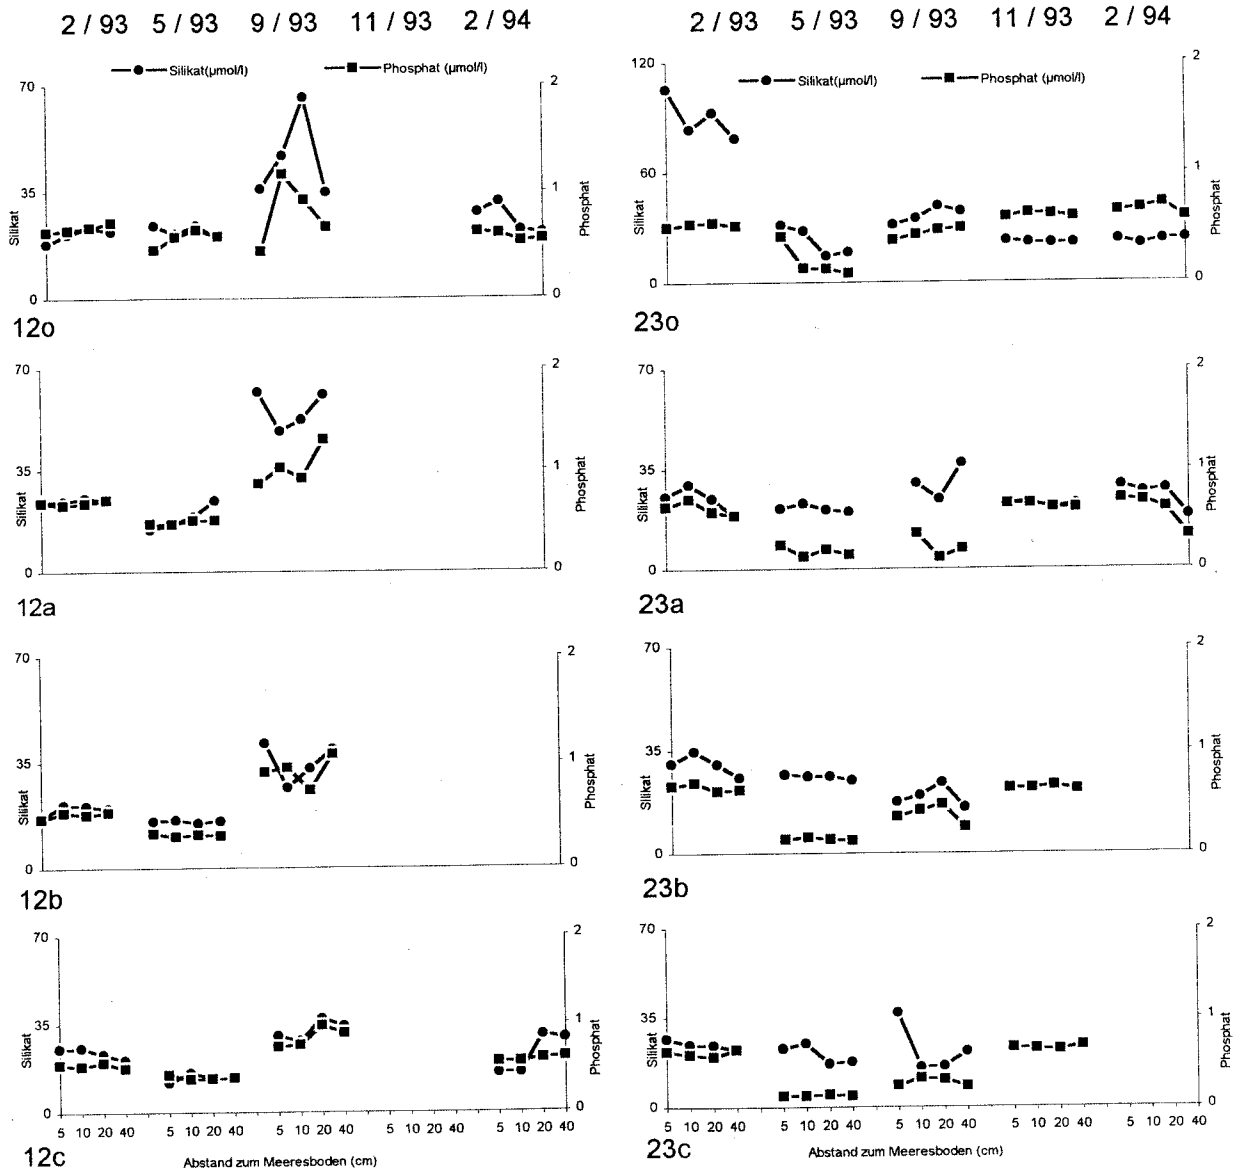 2 / 93 5 / 93 9 / 93 11 / 93 2 / 94
Silikat(µmol/l) Phosphat (µmol/l)
70
35
0
Silikat
2
1
0
Phosphat
12o
70
35
0
Silikat
2
1
0
Phosphat
12a
70
35
0
Silikat
2
1
0
Phosphat
12b
70
35
0
Silikat
2
1
0
Phosphat
5 10 20 40 5 10 20 40 5 10 20 40 5 10 20 40 5 10 20 40
12c
Abstand zum Meeresboden (cm)
2 / 93 5 / 93 9 / 93 11 / 93 2 / 94
Silikat(µmol/l) Phosphat (µmol/l)
120
60
0
Silikat
2
1
0
Phosphat
23o
70
35
0
Silikat
2
1
0
Phosphat
23a
70
35
0
Silikat
2
1
0
Phosphat
23b
70
35
0
Silikat
2
1
0
Phosphat
5 10 20 40 5 10 20 40 5 10 20 40 5 10 20 40 5 10 20 40
23c
Abstand zum Meeresboden (cm)